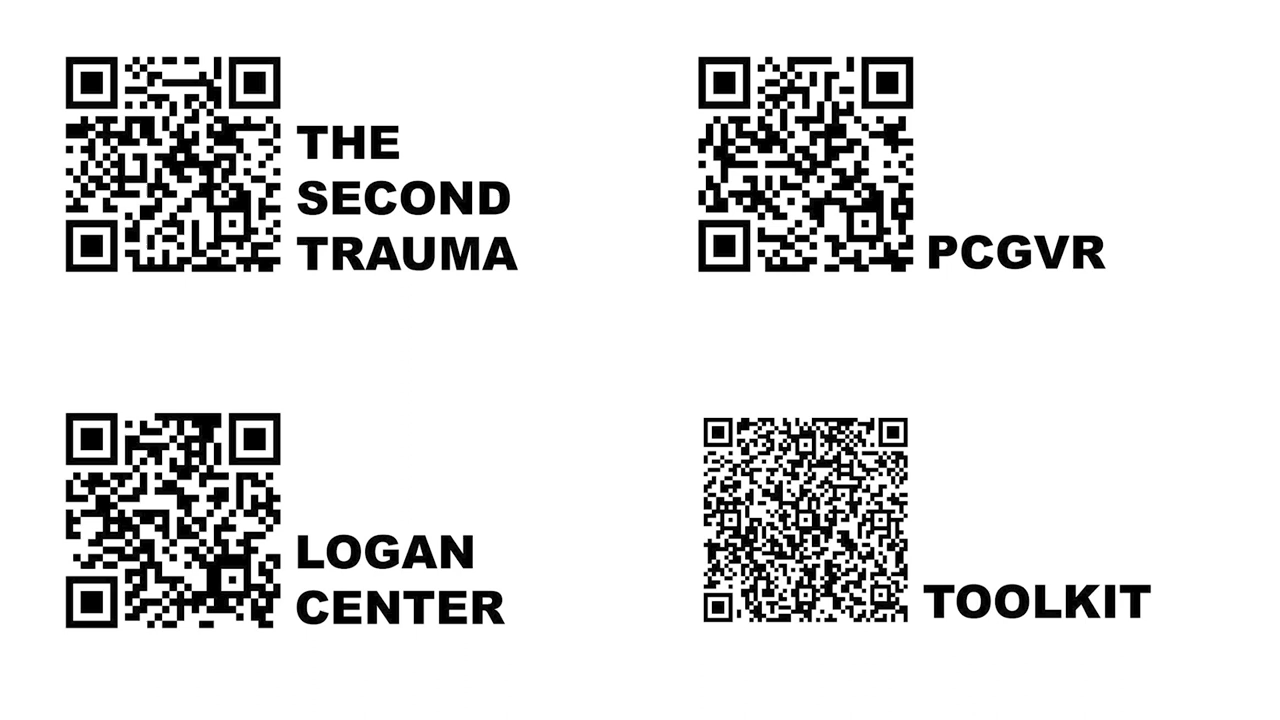 THE
SECOND
TRAUMA
PCGVR
LOGAN
CENTER
TOOLKIT